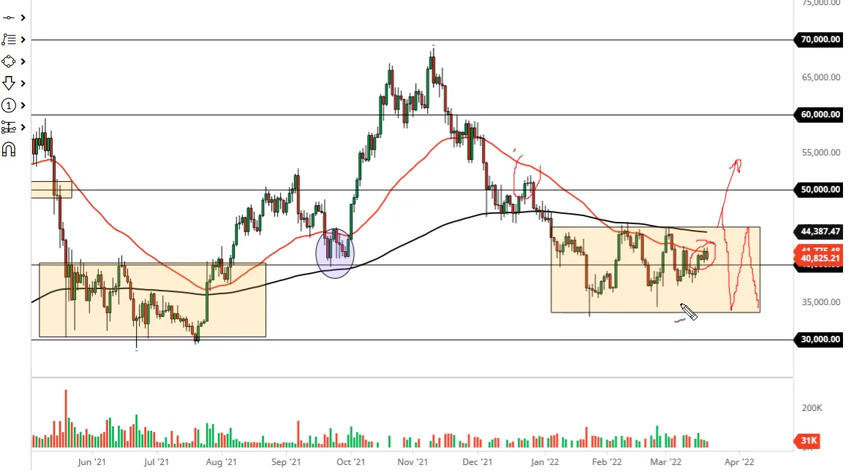 75,000.00
70,000.00
65,000.00
60,000.00
55,000.00
50,000.00
44,387.47
40,825.21
35,000.00
30,000.00
200K
31K
1
Jun '21
Jul '21
Aug '21
Sep '21
Oct '21
Nov '21
Dec '21
Jan '22
Feb '22
Mar '22
Apr '22